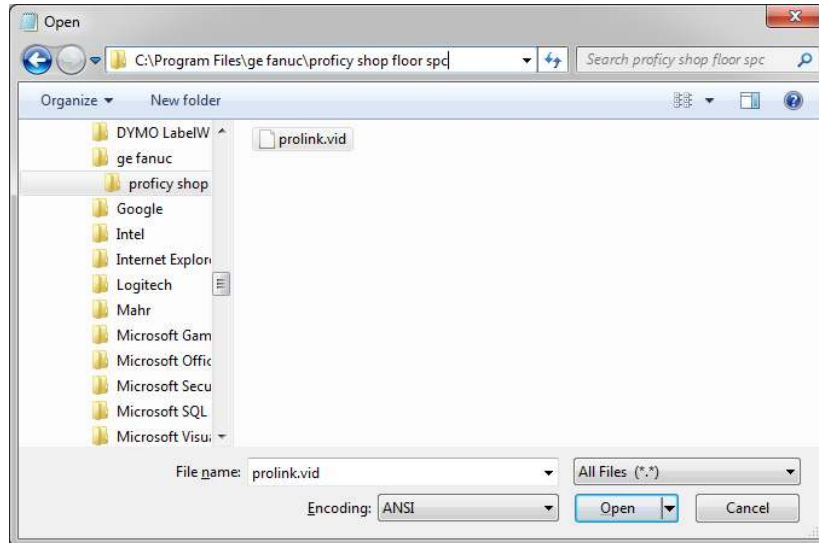 Open
C:\Program Files\ge fanuc\proficy shop floor spc
Search proficy shop floor spc
Organize
New folder
DYMO LabelW
prolink.vid
ge fanuc
proficy shop
Google
Intel
Internet Explor
Logitech
Mahr
Microsoft Gam
Microsoft Offic
Microsoft Secu
Microsoft SQL
Microsoft Visu
File name: prolink.vid
All Files (*.*)
Encoding: ANSI
Open
Cancel